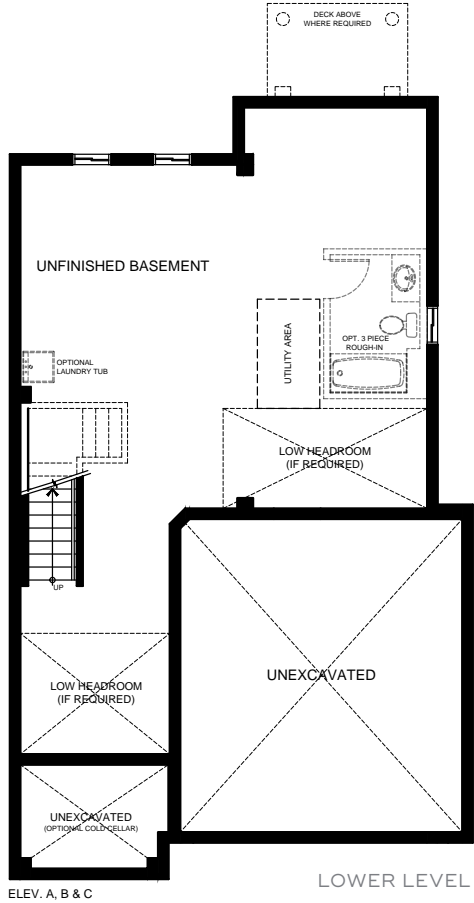 DECK ABOVE
WHERE REQUIRED
UNFINISHED BASEMENT
UTILITY AREA
OPT. 3 PIECE
ROUGH-IN
OPTIONAL
LAUNDRY TUB
LOW HEADROOM
(IF REQUIRED)
UP
UNEXCAVATED
LOW HEADROOM
(IF REQUIRED)
UNEXCAVATED
(OPTIONAL COLD CELLAR)
LOWER LEVEL
ELEV. A, B & C